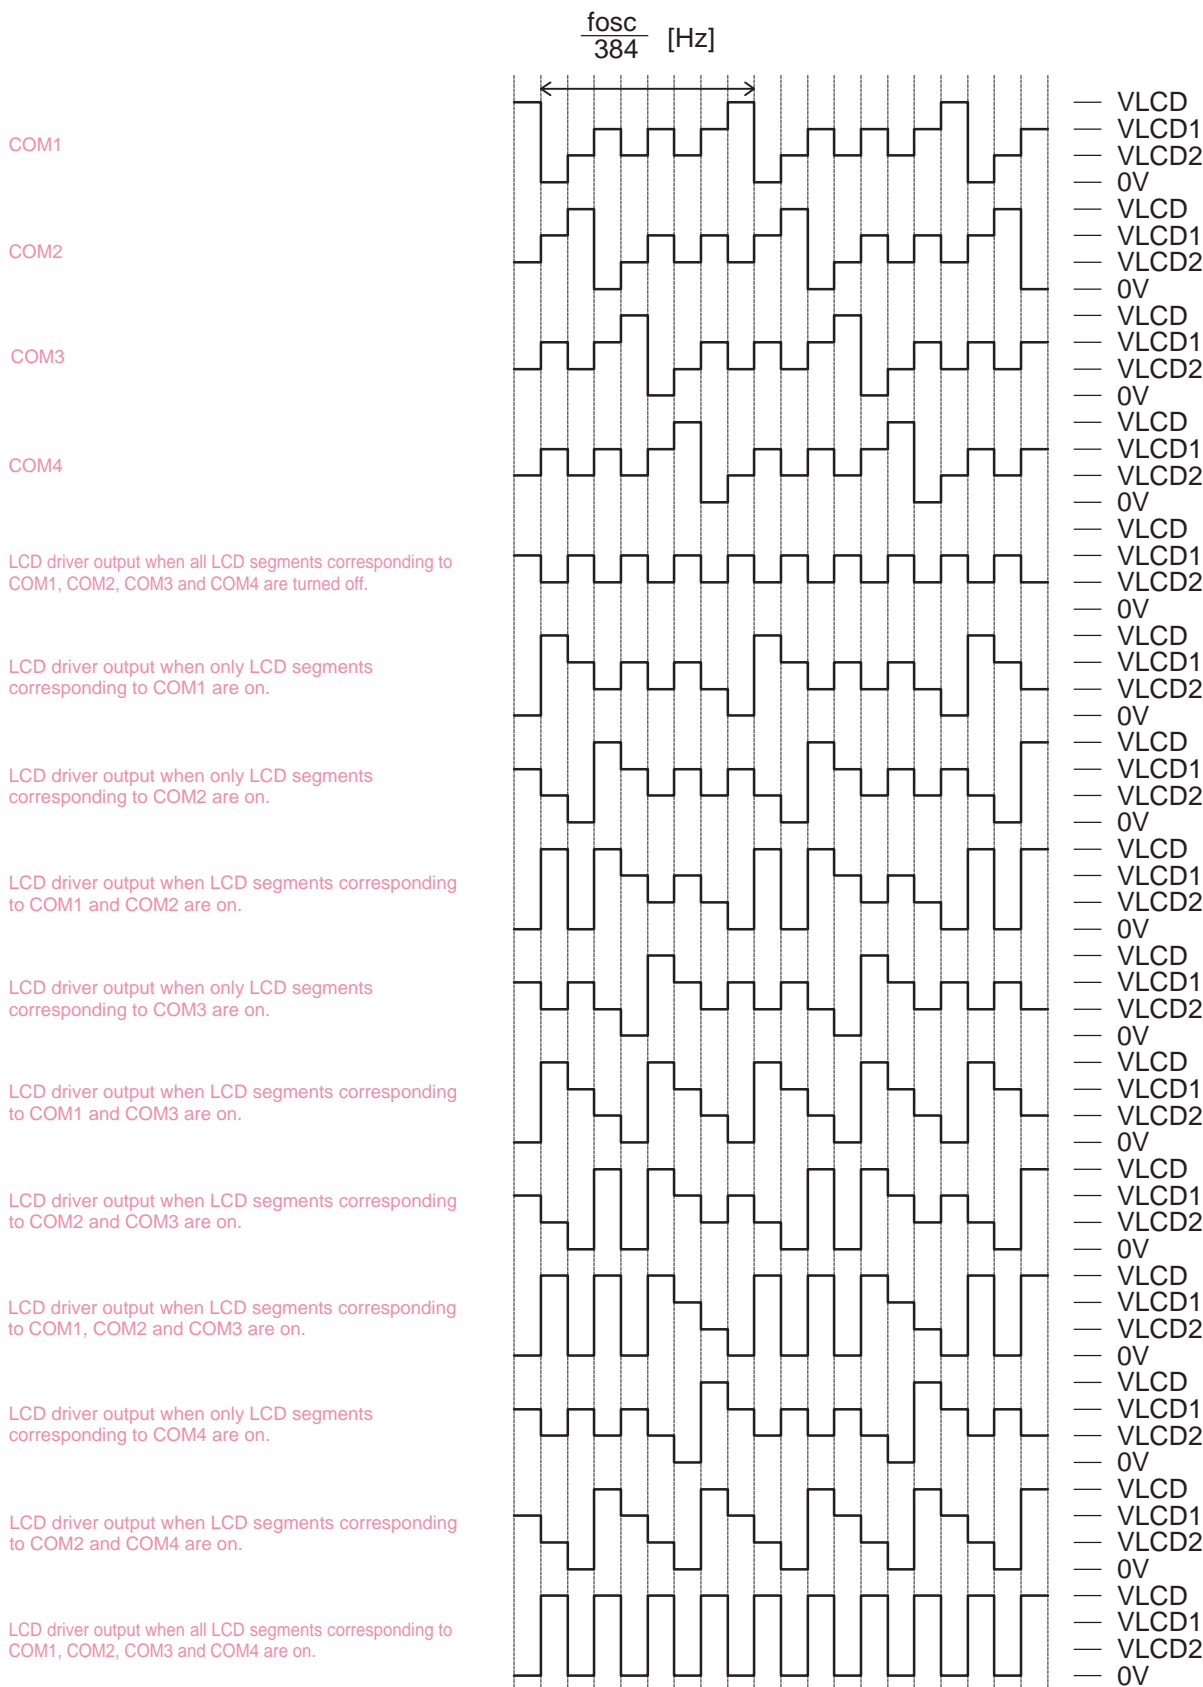 fosc
384 [Hz]
COM1
VLCD
VLCD1
VLCD2
0V
COM2
VLCD
VLCD1
VLCD2
0V
COM3
VLCD
VLCD1
VLCD2
0V
COM4
VLCD
VLCD1
VLCD2
0V
LCD driver output when all LCD segments corresponding to
COM1, COM2, COM3 and COM4 are turned off.
VLCD
VLCD1
VLCD2
0V
LCD driver output when only LCD segments
corresponding to COM1 are on.
VLCD
VLCD1
VLCD2
0V
LCD driver output when only LCD segments
corresponding to COM2 are on.
VLCD
VLCD1
VLCD2
0V
LCD driver output when LCD segments corresponding
to COM1 and COM2 are on.
VLCD
VLCD1
VLCD2
0V
LCD driver output when only LCD segments
corresponding to COM3 are on.
VLCD
VLCD1
VLCD2
0V
LCD driver output when LCD segments corresponding
to COM1 and COM3 are on.
VLCD
VLCD1
VLCD2
0V
LCD driver output when LCD segments corresponding
to COM2 and COM3 are on.
VLCD
VLCD1
VLCD2
0V
LCD driver output when LCD segments corresponding
to COM1, COM2 and COM3 are on.
VLCD
VLCD1
VLCD2
0V
LCD driver output when only LCD segments
corresponding to COM4 are on.
VLCD
VLCD1
VLCD2
0V
LCD driver output when LCD segments corresponding
to COM2 and COM4 are on.
VLCD
VLCD1
VLCD2
0V
LCD driver output when all LCD segments corresponding to
COM1, COM2, COM3 and COM4 are on.
VLCD
VLCD1
VLCD2
0V